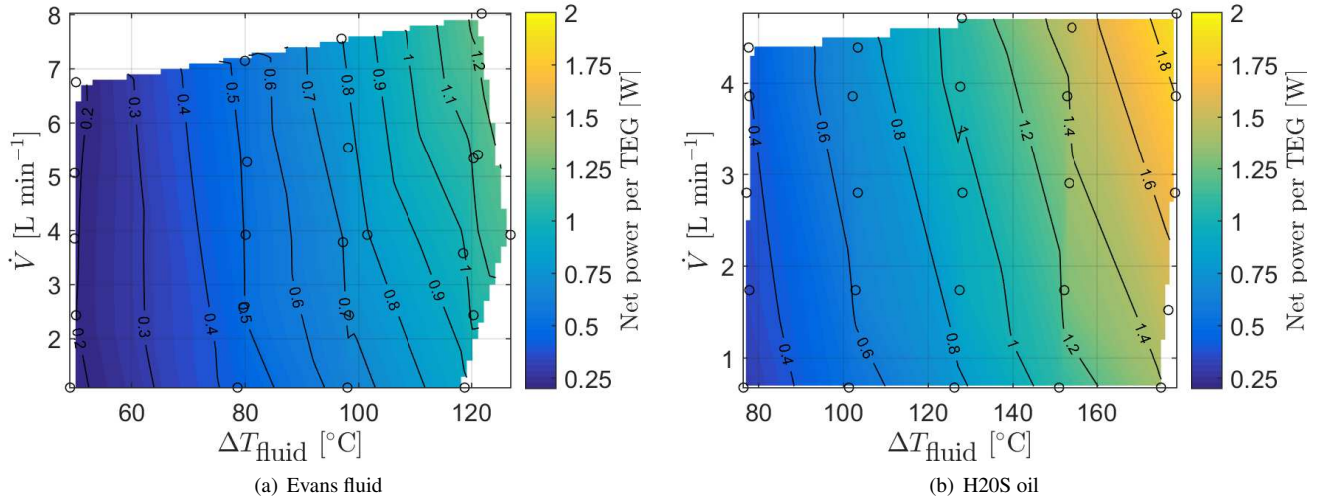 8
7
6
5
4
3
2
V̇ [L min⁻¹]
60 80 100 120
ΔT_fluid [°C]
0.2 0.3 0.4 0.5 0.6 0.7 0.8 0.9 1 1.1 1.2
0.2 0.3 0.4 0.5 0.6 0.7 0.8 0.9 1
2
1.75
1.5
1.25
1
0.75
0.5
0.25
Net power per TEG [W]
(a) Evans fluid
4
3
2
1
V̇ [L min⁻¹]
80 100 120 140 160
ΔT_fluid [°C]
0.4 0.6 0.8 1 1.2 1.4 1.6 1.8
0.4 0.6 0.8 1 1.2 1.4
2
1.75
1.5
1.25
1
0.75
0.5
0.25
Net power per TEG [W]
(b) H20S oil